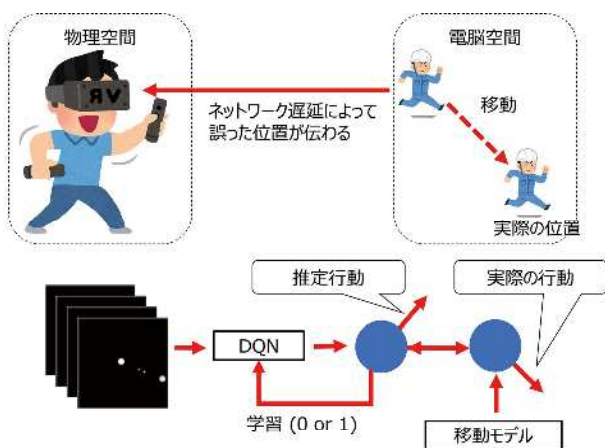 物理空間
電脳空間
VR
移動
ネットワーク遅延によって
誤った位置が伝わる
実際の位置
推定行動
実際の行動
DQN
学習 (0 or 1)
移動モデル